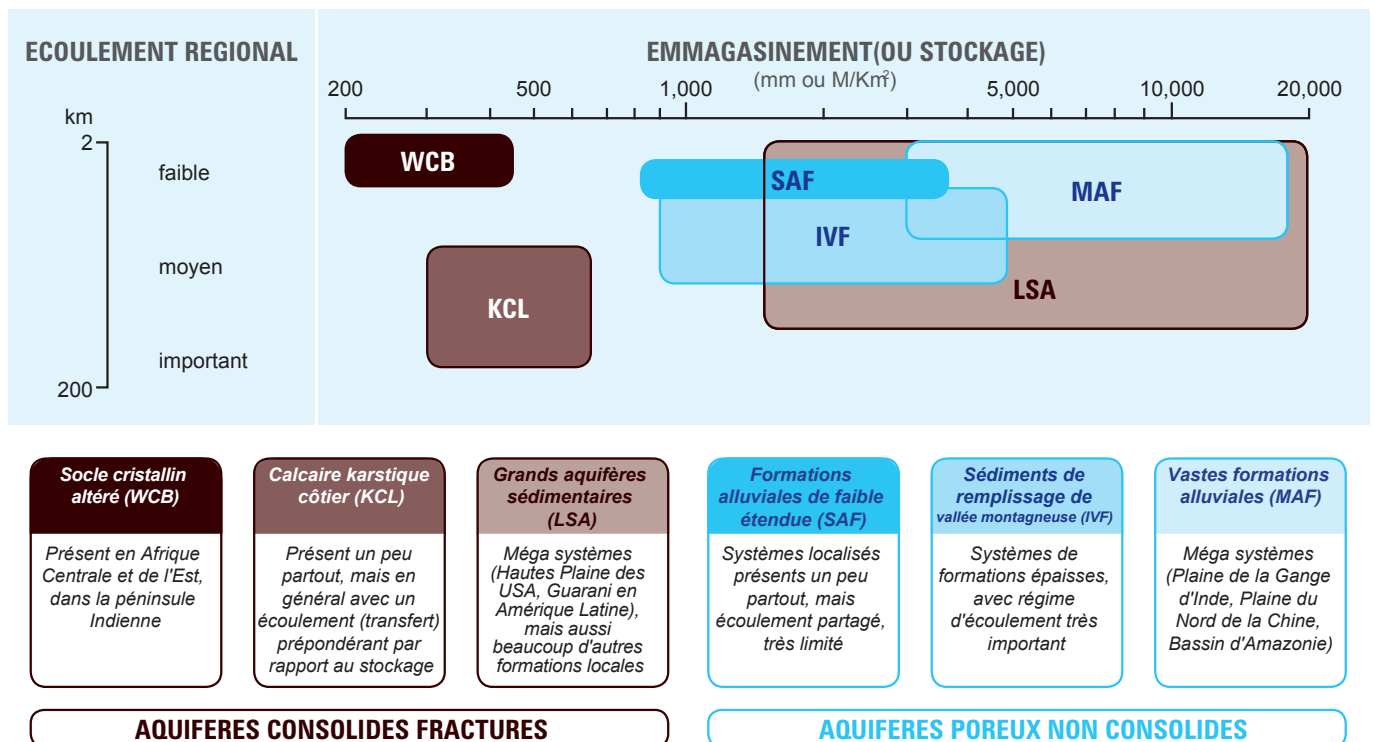 ECOULEMENT REGIONAL
EMMAGASINEMENT(OU STOCKAGE)
(mm ou M/Km²)
200
500
1,000
5,000
10,000
20,000
km
2
faible
moyen
important
200
WCB
KCL
SAF
IVF
MAF
LSA
Socle cristallin
altéré (WCB)
Présent en Afrique
Centrale et de l'Est,
dans la péninsule
Indienne
Calcaire karstique
côtier (KCL)
Présent un peu
partout, mais en
général avec un
écoulement (transfert)
prépondérant par
rapport au stockage
Grands aquifères
sédimentaires
(LSA)
Méga systèmes
(Hautes Plaine des
USA, Guarani en
Amérique Latine),
mais aussi
beaucoup d'autres
formations locales
Formations
alluviales de faible
étendue (SAF)
Systèmes localisés
présents un peu
partout, mais
écoulement partagé,
très limité
Sédiments de
remplissage de
vallée montagneuse (IVF)
Systèmes de
formations épaisses,
avec régime
d'écoulement très
important
Vastes formations
alluviales (MAF)
Méga systèmes
(Plaine de la Gange
d'Inde, Plaine du
Nord de la Chine,
Bassin d'Amazonie)
AQUIFERES CONSOLIDES FRACTURES
AQUIFERES POREUX NON CONSOLIDES